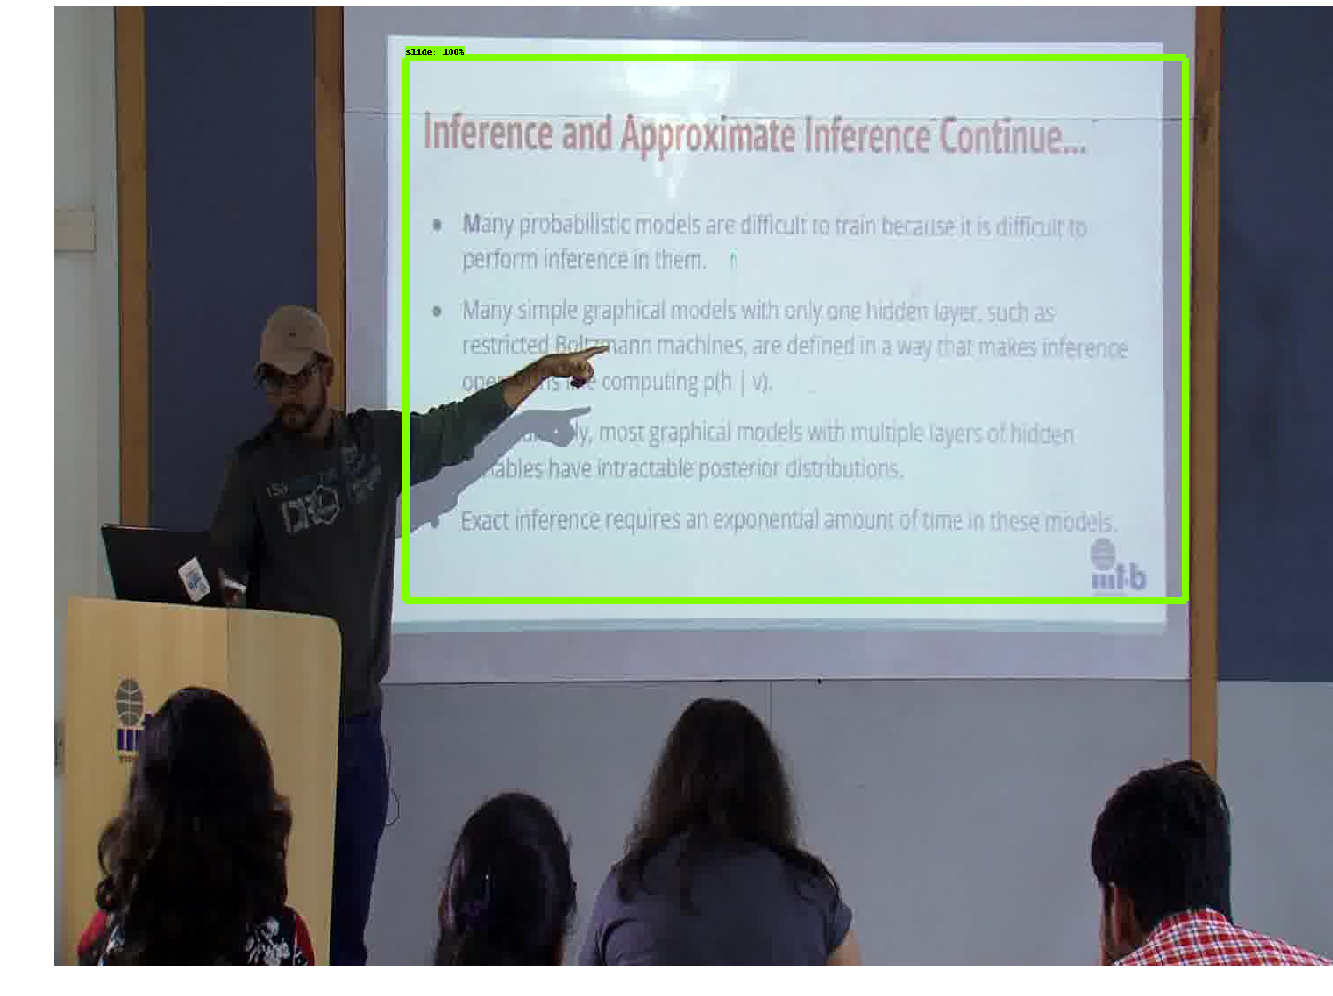 slide: 100%
Inference and Approximate Inference Continue...
● Many probabilistic models are difficult to train because it is difficult to
perform inference in them.
● Many simple graphical models with only one hidden layer, such as
restricted Boltzmann machines, are defined in a way that makes inference
computing p(h | v).
most graphical models with multiple layers of hidden
have intractable posterior distributions.
● Exact inference requires an exponential amount of time in these models.
iiit-b